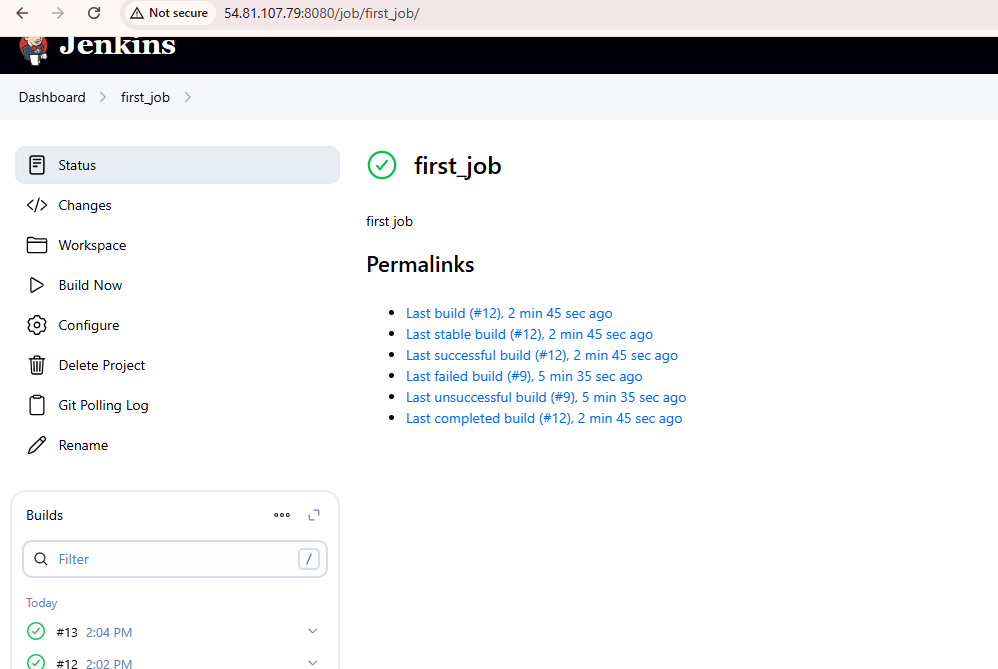 Not secure 54.81.107.79:8080/job/first_job/
Jenkins
Dashboard first_job
Status
Changes
Workspace
Build Now
Configure
Delete Project
Git Polling Log
Rename
first_job
first job
Permalinks
Last build (#12), 2 min 45 sec ago
Last stable build (#12), 2 min 45 sec ago
Last successful build (#12), 2 min 45 sec ago
Last failed build (#9), 5 min 35 sec ago
Last unsuccessful build (#9), 5 min 35 sec ago
Last completed build (#12), 2 min 45 sec ago
Builds
Filter /
Today
#13 2:04 PM
#12 2:02 PM